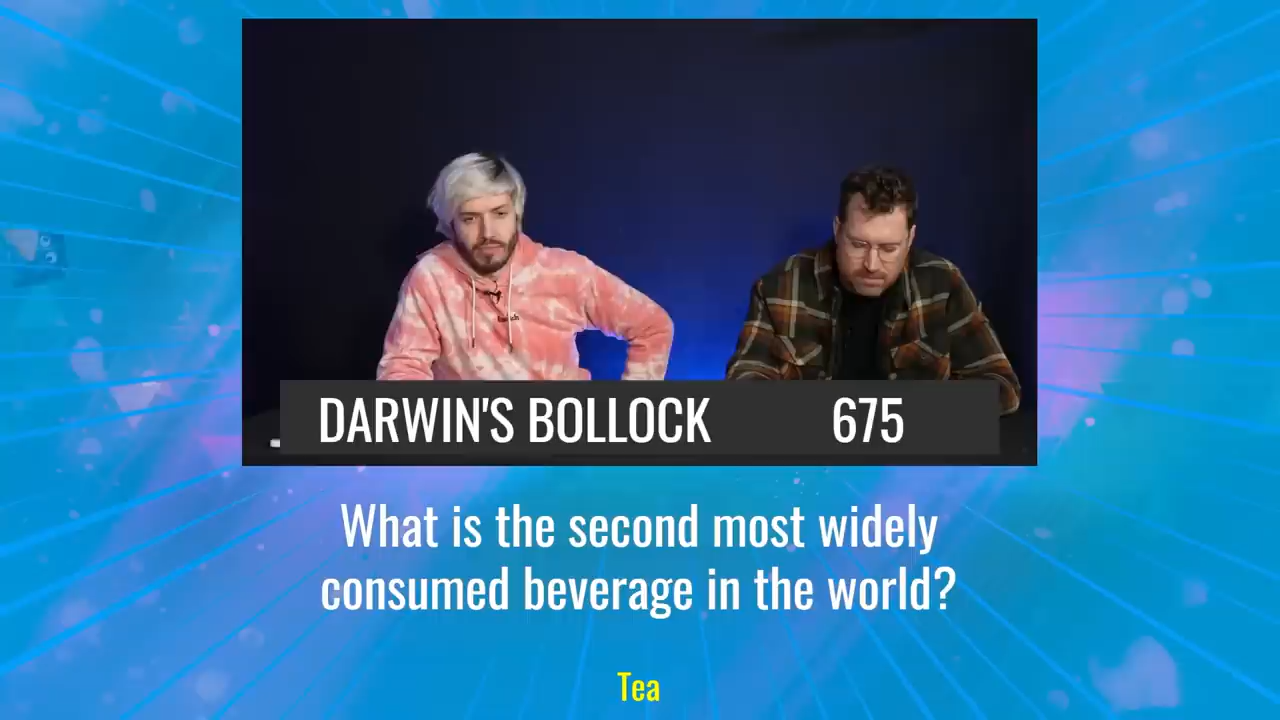 DARWIN'S BOLLOCK 675
What is the second most widely
consumed beverage in the world?
Tea